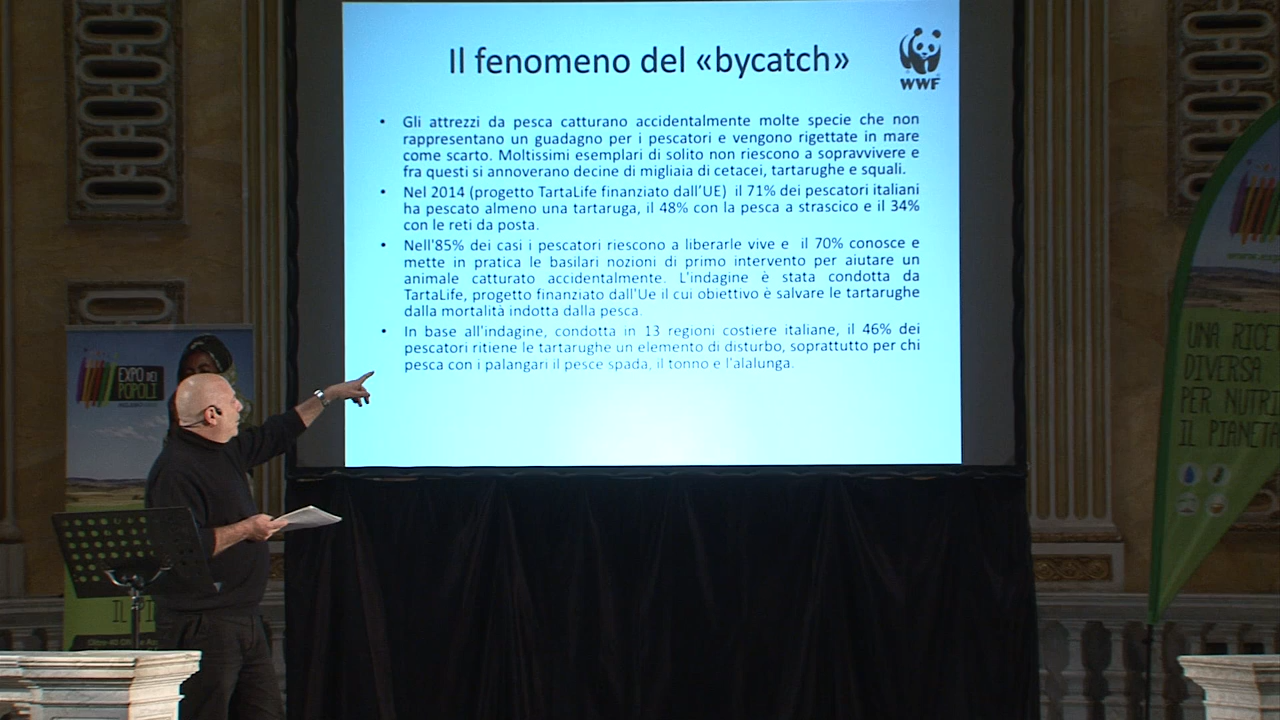 Il fenomeno del «bycatch»
WWF
• Gli attrezzi da pesca catturano accidentalmente molte specie che non
rappresentano un guadagno per i pescatori e vengono rigettate in mare
come scarto. Moltissimi esemplari di solito non riescono a sopravvivere e
fra questi si annoverano decine di migliaia di cetacei, tartarughe e squali.
• Nel 2014 (progetto TartaLife finanziato dall'UE) il 71% dei pescatori italiani
ha pescato almeno una tartaruga, il 48% con la pesca a strascico e il 34%
con le reti da posta.
• Nell'85% dei casi i pescatori riescono a liberarle vive e il 70% conosce e
mette in pratica le basilari nozioni di primo intervento per aiutare un
animale catturato accidentalmente. L'indagine è stata condotta da
TartaLife, progetto finanziato dall'Ue il cui obiettivo è salvare le tartarughe
dalla mortalità indotta dalla pesca.
• In base all'indagine, condotta in 13 regioni costiere italiane, il 46% dei
pescatori ritiene le tartarughe un elemento di disturbo, soprattutto per chi
pesca con i palangari il pesce spada, il tonno e l'alalunga.
EXPO DEI
POPOLI
IL PI
UNA RICET
DIVERSA
PER NUTRI
IL PIANETA